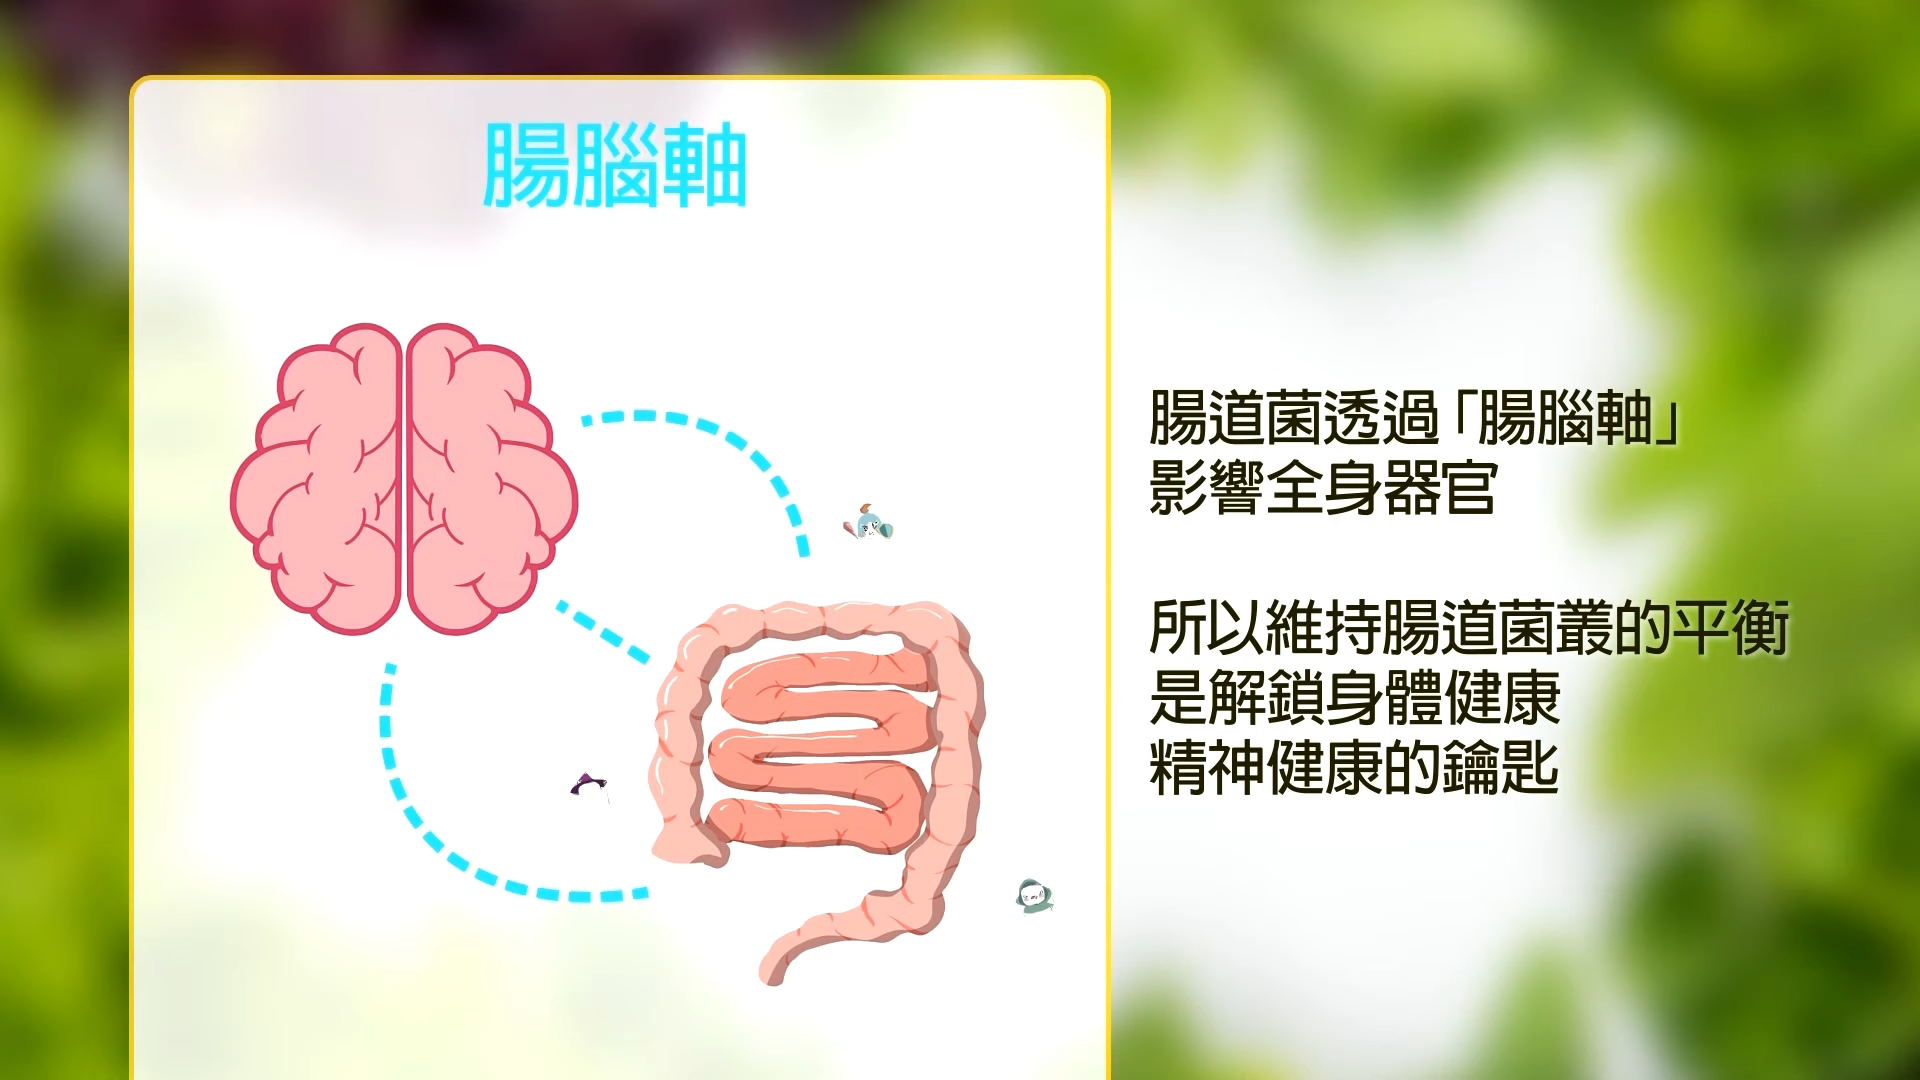 腸腦軸
腸道菌透過「腸腦軸」
影響全身器官
所以維持腸道菌叢的平衡
是解鎖身體健康
精神健康的鑰匙